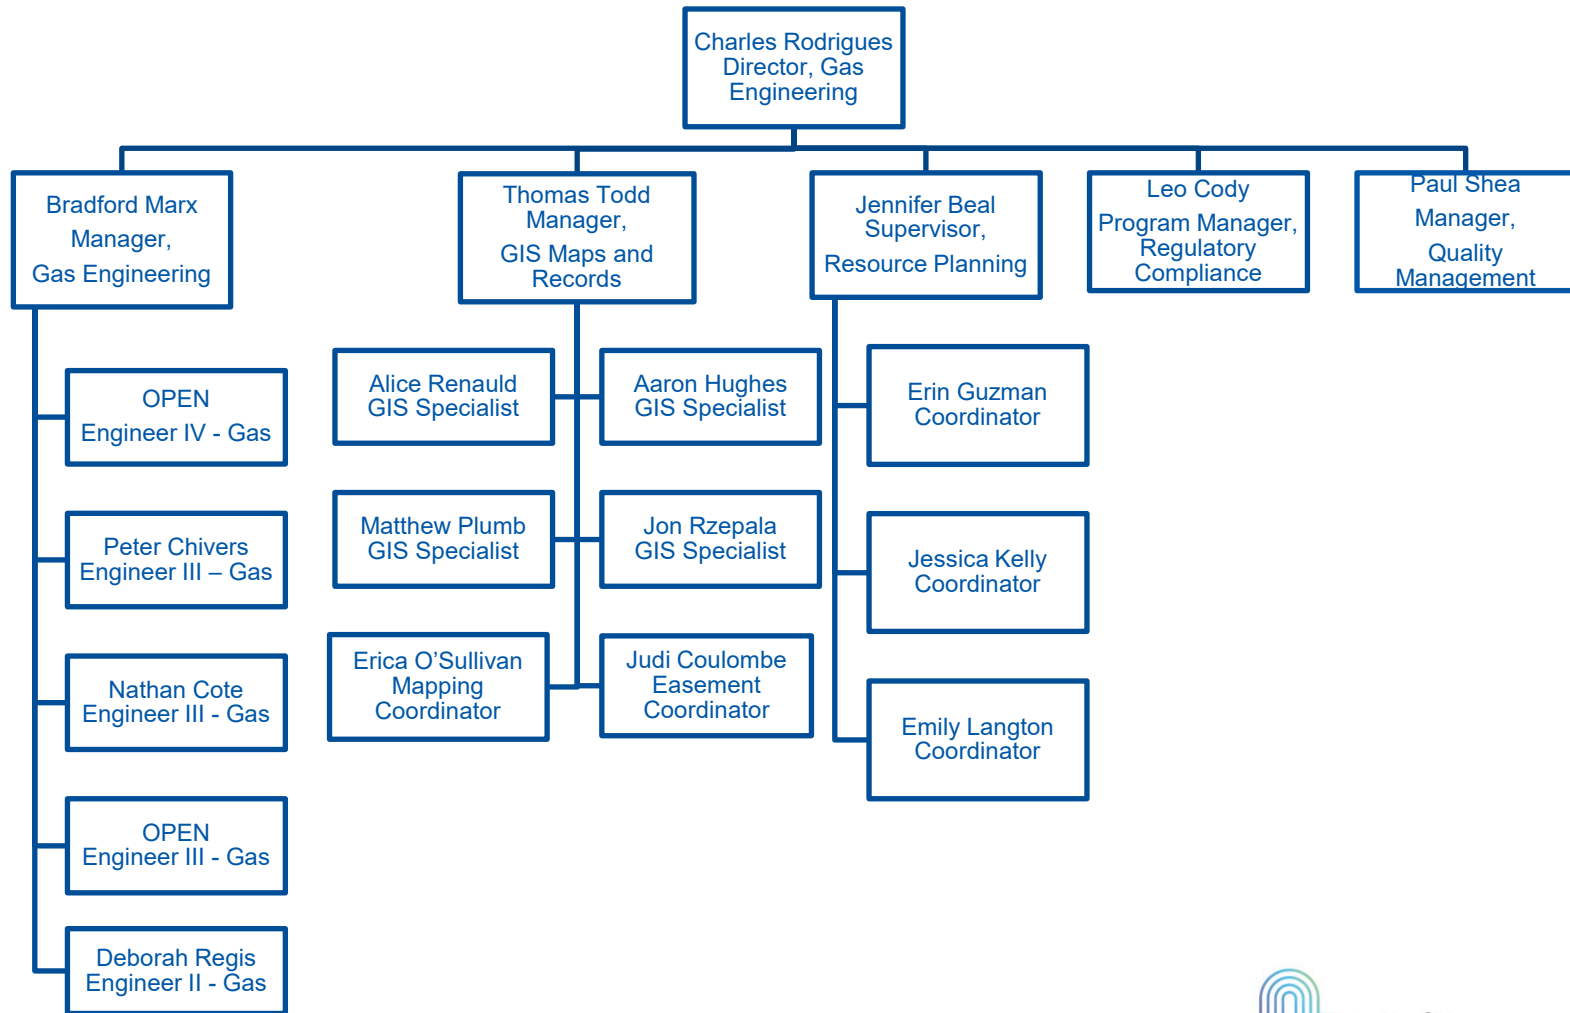 Charles Rodrigues
Director, Gas
Engineering
Bradford Marx
Manager,
Gas Engineering
Thomas Todd
Manager,
GIS Maps and
Records
Jennifer Beal
Supervisor,
Resource Planning
Leo Cody
Program Manager,
Regulatory
Compliance
Paul Shea
Manager,
Quality
Management
OPEN
Engineer IV - Gas
Peter Chivers
Engineer III – Gas
Nathan Cote
Engineer III - Gas
OPEN
Engineer III - Gas
Deborah Regis
Engineer II - Gas
Alice Renauld
GIS Specialist
Aaron Hughes
GIS Specialist
Matthew Plumb
GIS Specialist
Jon Rzepala
GIS Specialist
Erica O’Sullivan
Mapping
Coordinator
Judi Coulombe
Easement
Coordinator
Erin Guzman
Coordinator
Jessica Kelly
Coordinator
Emily Langton
Coordinator